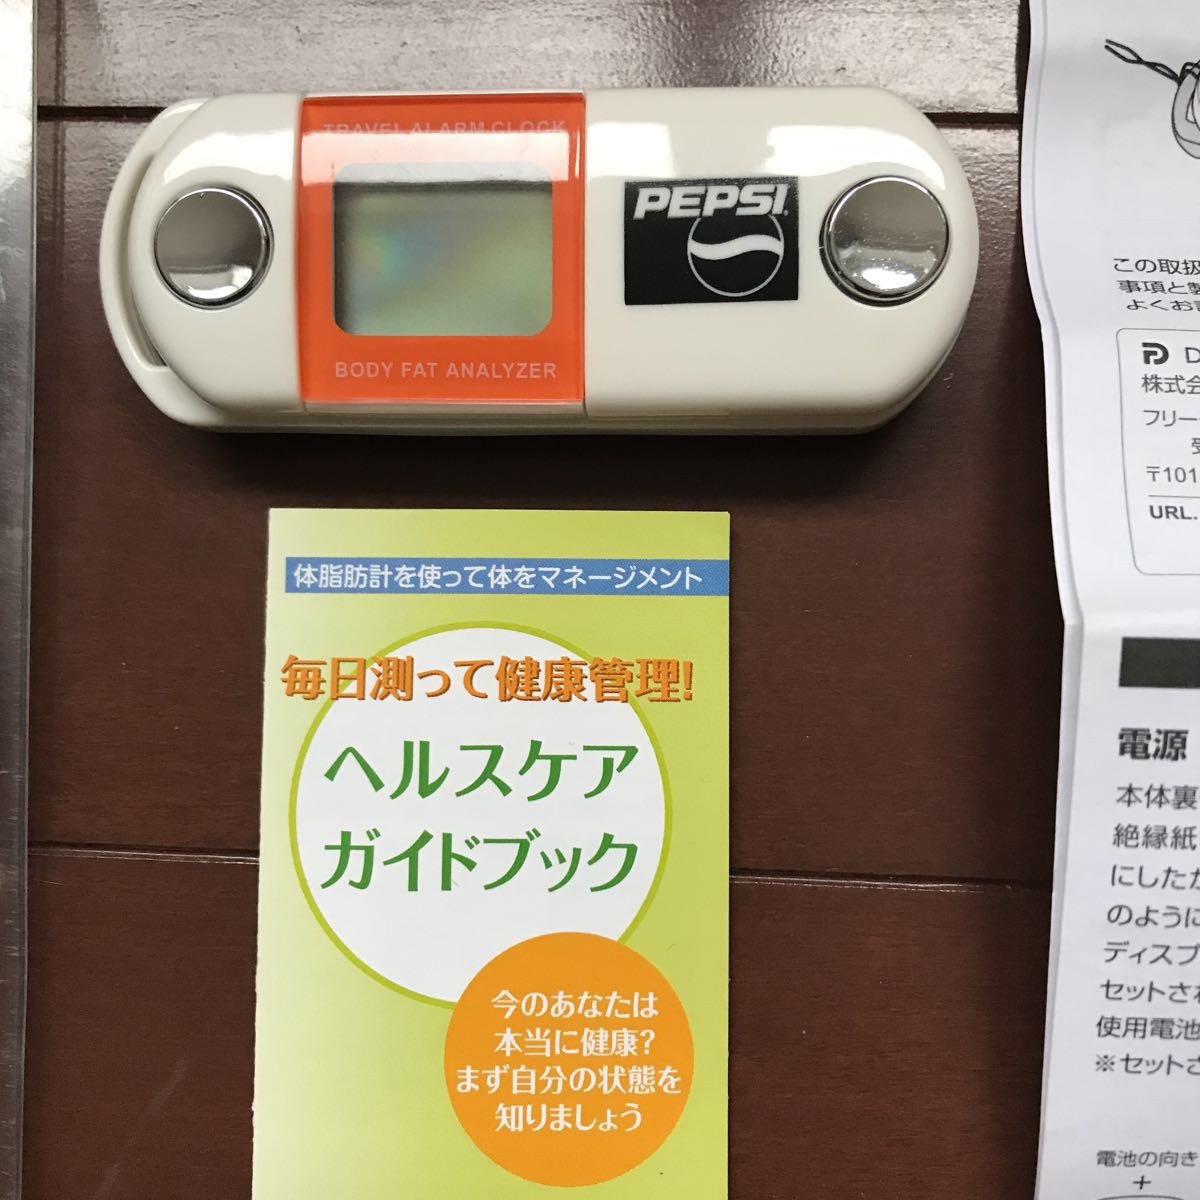 TRAVEL ALARM CLOCK
PEPSI
BODY FAT ANALYZER
体脂肪計を使って体をマネージメント
毎日測って健康管理!
ヘルスケア
ガイドブック
今のあなたは
本当に健康?
まず自分の状態を
知りましょう
この取扱
事項と製
よくお
D
株式会
フリー
受
〒101
URL.
電源
本体裏
絶縁紙
にしたが
のように
ディスプ
セットさ
使用電池
※セットさ
電池の向き
+